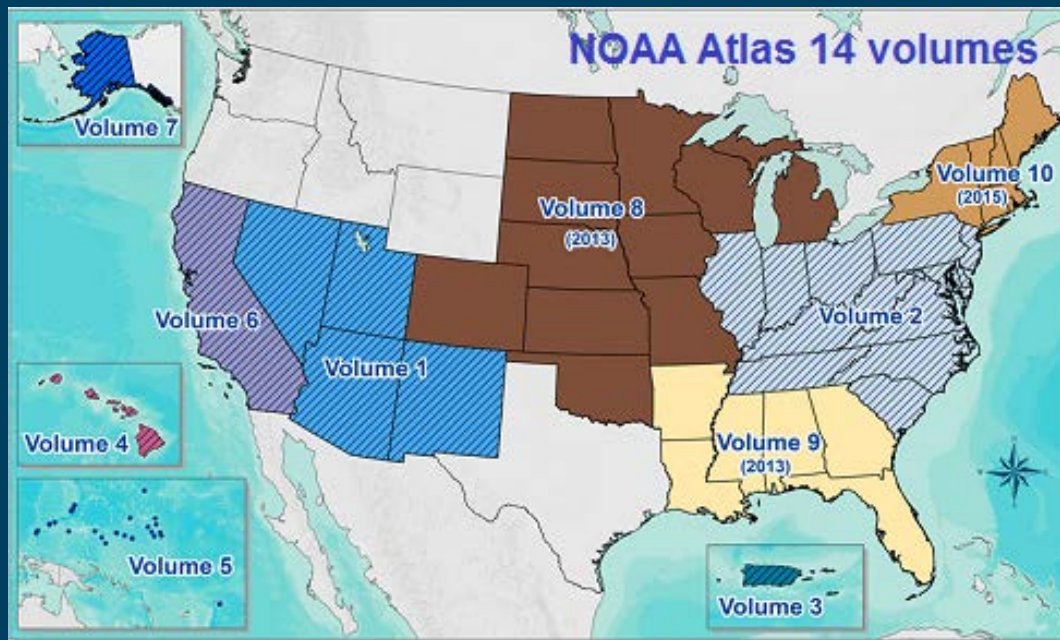 NOAA Atlas 14 volumes
Volume 7
Volume 10
(2015)
Volume 8
(2013)
Volume 6
Volume 2
Volume 1
Volume 4
Volume 9
(2013)
Volume 5
Volume 3